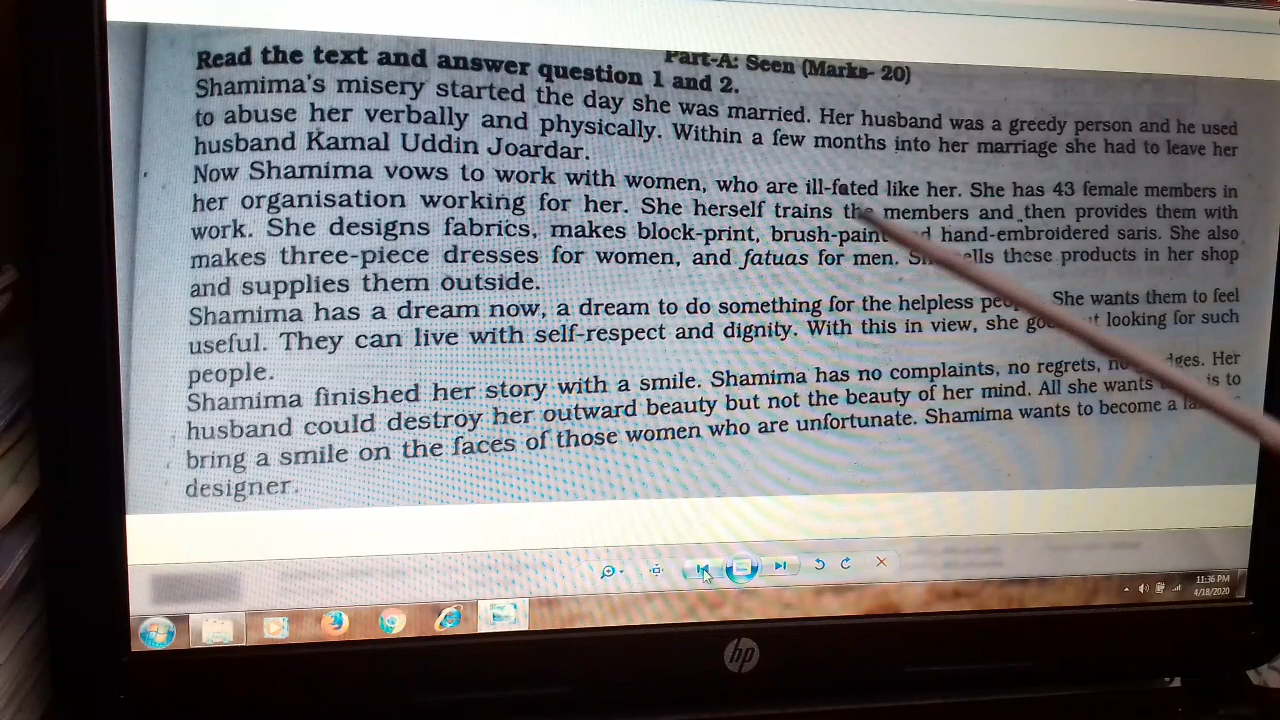 Part-A: Seen (Marks- 20)
Read the text and answer question 1 and 2.
Shamima's misery started the day she was married. Her husband was a greedy person and he used
to abuse her verbally and physically. Within a few months into her marriage she had to leave her
husband Kamal Uddin Joardar.
Now Shamima vows to work with women, who are ill-fated like her. She has 43 female members in
her organisation working for her. She herself trains the members and then provides them with
work. She designs fabrics, makes block-print, brush-paint hand-embroidered saris. She also
makes three-piece dresses for women, and fatuas for men. these products in her shop
and supplies them outside.
Shamima has a dream now, a dream to do something for the helpless She wants them to feel
useful. They can live with self-respect and dignity. With this in view, she looking for such
people.
Shamima finished her story with a smile. Shamima has no complaints, no regrets, Her
husband could destroy her outward beauty but not the beauty of her mind. All she wants is to
bring a smile on the faces of those women who are unfortunate. Shamima wants to become a
designer.
11:36 PM
4/18/2020
hp